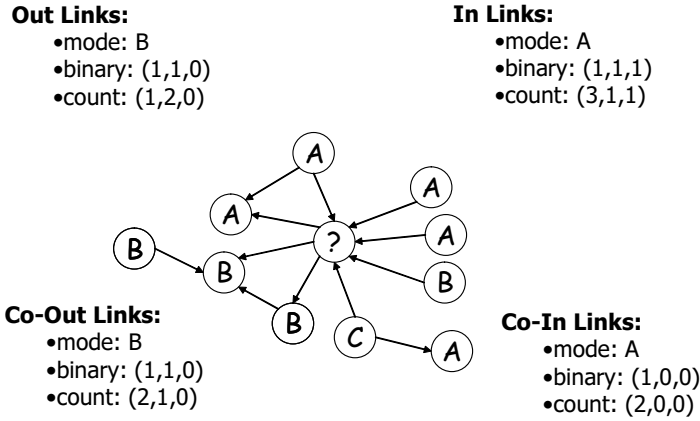 Out Links:
•mode: B
•binary: (1,1,0)
•count: (1,2,0)
In Links:
•mode: A
•binary: (1,1,1)
•count: (3,1,1)
A
A
A
?
A
B
B
B
B
C
A
Co-Out Links:
•mode: B
•binary: (1,1,0)
•count: (2,1,0)
Co-In Links:
•mode: A
•binary: (1,0,0)
•count: (2,0,0)